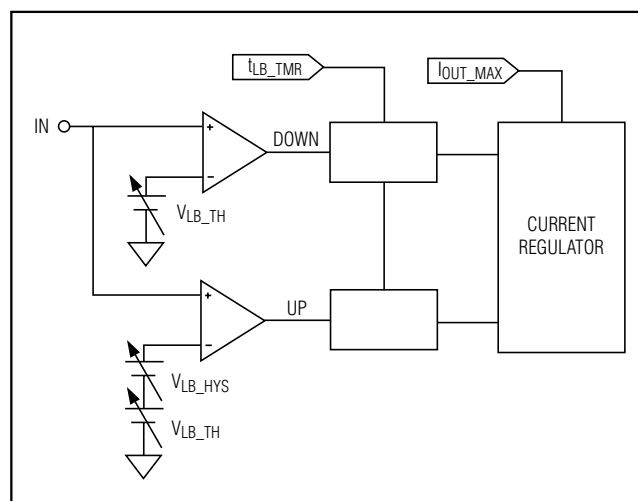 tLB_TMR
IOUT_MAX
IN
+
DOWN
−
VLB_TH
CURRENT
REGULATOR
+
UP
−
VLB_HYS
VLB_TH